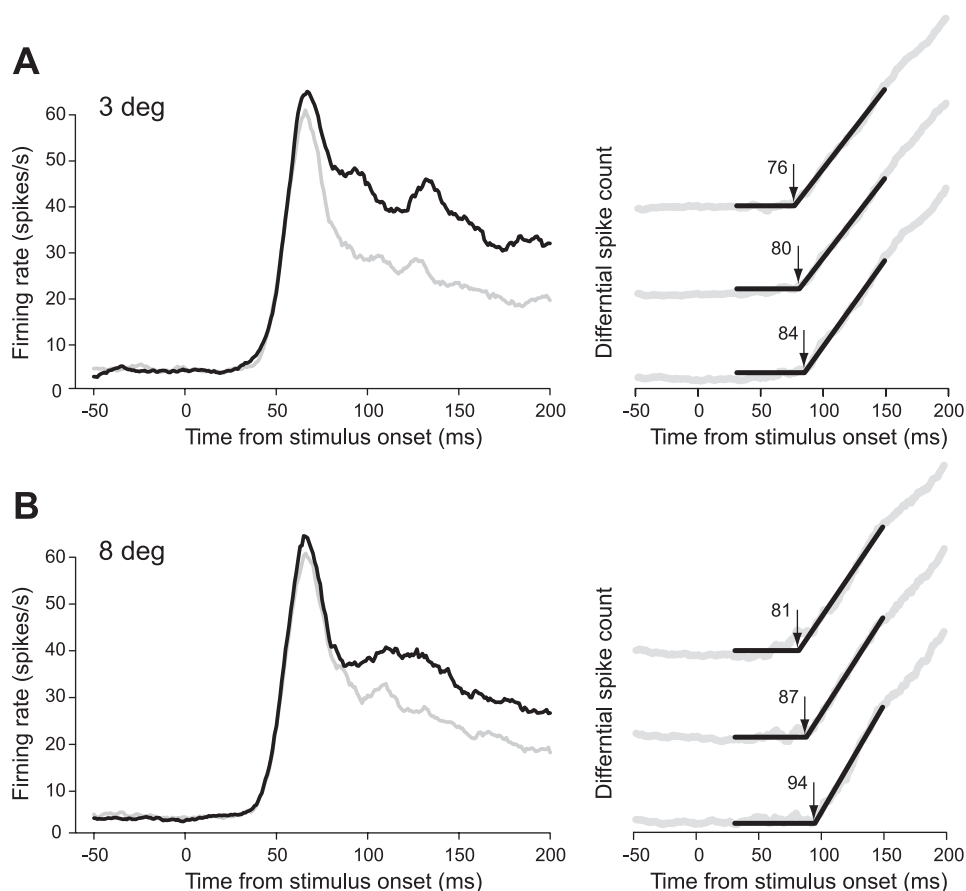 A
3 deg
Firning rate (spikes/s)
60
50
40
30
20
10
0
-50 0 50 100 150 200
Time from stimulus onset (ms)
Differntial spike count
76
80
84
-50 0 50 100 150 200
Time from stimulus onset (ms)
B
8 deg
Firning rate (spikes/s)
60
50
40
30
20
10
0
-50 0 50 100 150 200
Time from stimulus onset (ms)
Differntial spike count
81
87
94
-50 0 50 100 150 200
Time from stimulus onset (ms)